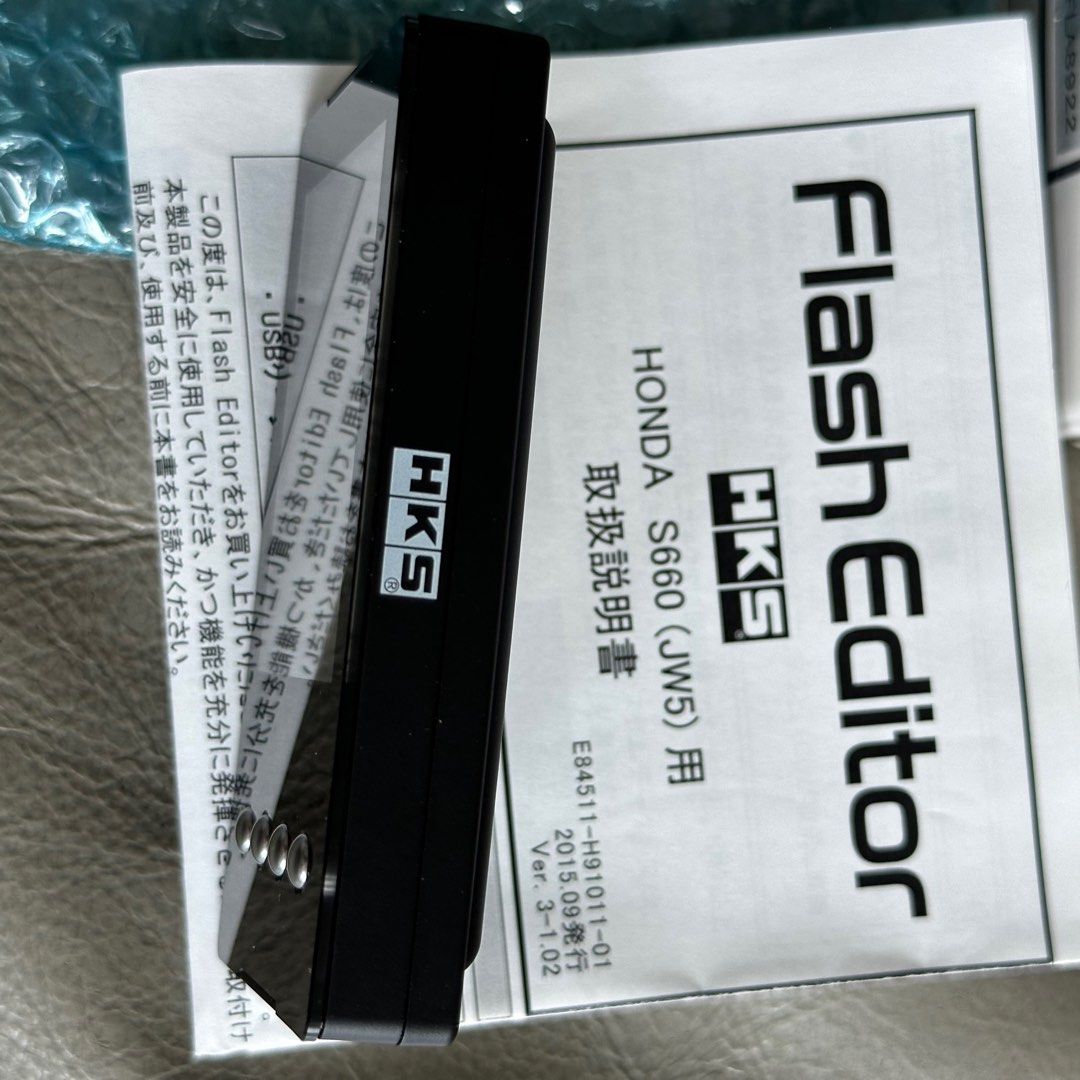 Flash Editor
HKS
HONDA S660 (JW5) 用
取扱説明書
E84511-H91011-01
2015.09発行
Ver. 3-1.02
HKS®
・USB
この度は、Flash Editorをお買い上げ
本製品を安全に使用していただき、かつ機能を充分に発揮さ
取付け
前及び、使用する前に本書をお読みください。